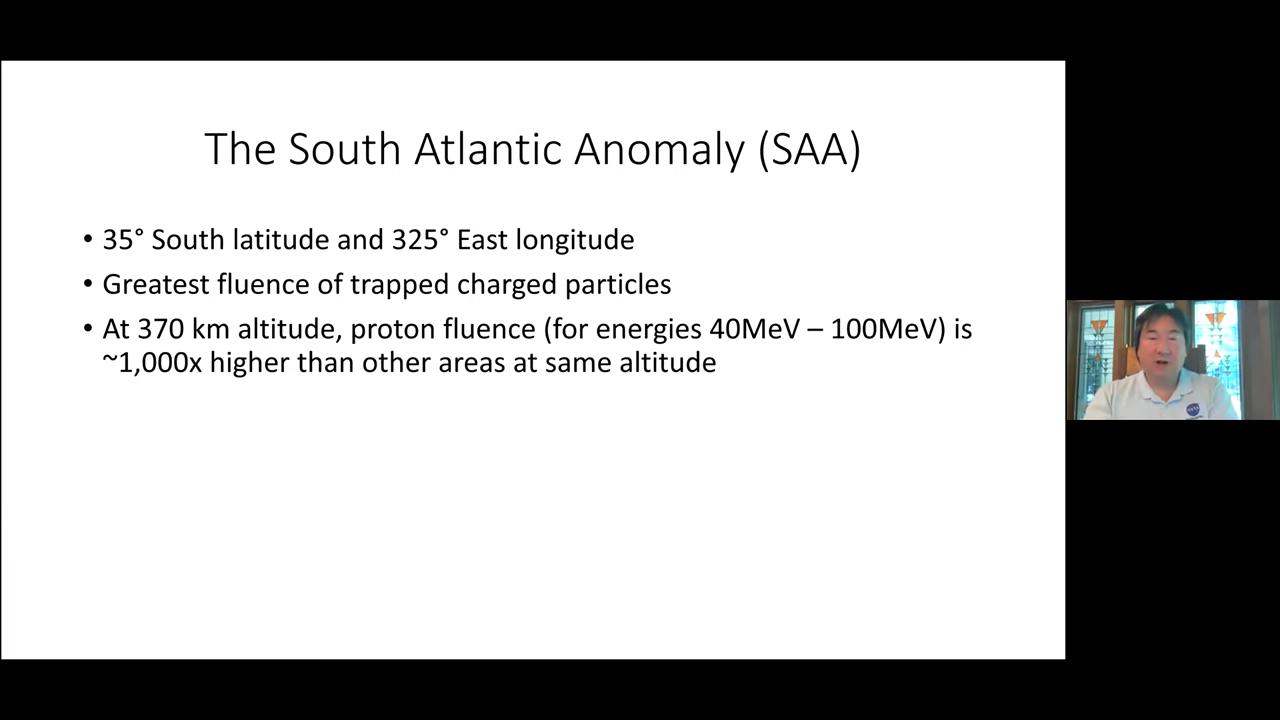 The South Atlantic Anomaly (SAA)
• 35° South latitude and 325° East longitude
• Greatest fluence of trapped charged particles
• At 370 km altitude, proton fluence (for energies 40MeV – 100MeV) is
~1,000x higher than other areas at same altitude
NASA